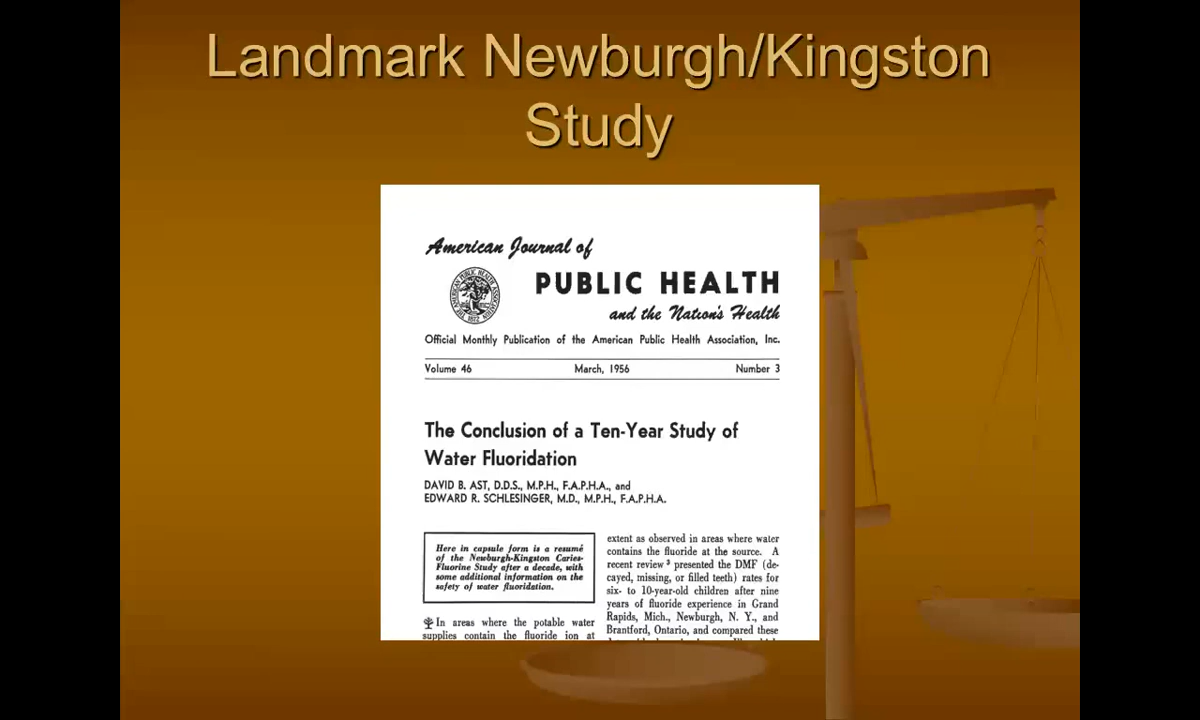 Landmark Newburgh/Kingston
Study
American Journal of
PUBLIC HEALTH
and the Nation's Health
Official Monthly Publication of the American Public Health Association, Inc.
Volume 46 March, 1956 Number 3
The Conclusion of a Ten-Year Study of
Water Fluoridation
DAVID B. AST, D.D.S., M.P.H., F.A.P.H.A., and
EDWARD R. SCHLESINGER, M.D., M.P.H., F.A.P.H.A.
Here in capsule form is a resumé
of the Newburgh-Kingston Caries-
Fluorine Study after a decade, with
some additional information on the
safety of water fluoridation.
In areas where the potable water
supplies contain the fluoride ion at
extent as observed in areas where water
contains the fluoride at the source. A
recent review 3 presented the DMF (de-
cayed, missing, or filled teeth) rates for
six- to 10-year-old children after nine
years of fluoride experience in Grand
Rapids, Mich., Newburgh, N. Y., and
Brantford, Ontario, and compared these